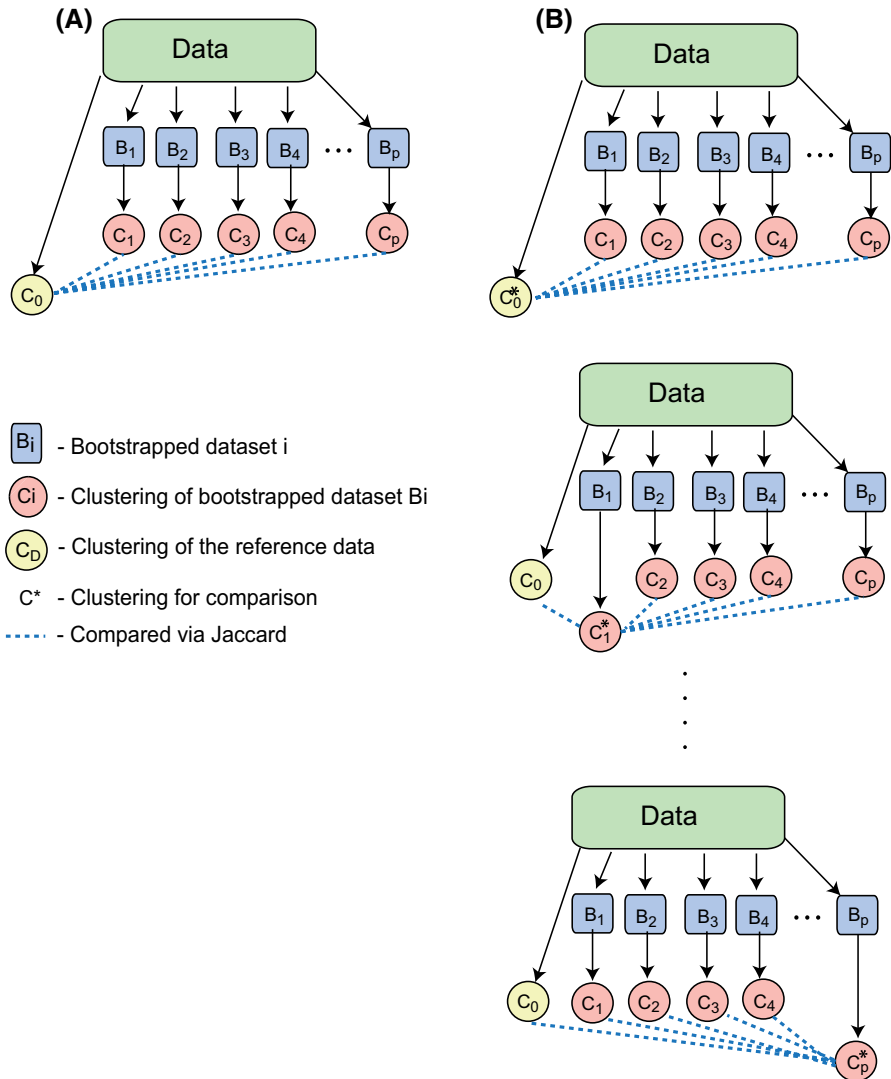 (A)
Data
B1 B2 B3 B4 ... Bp
C1 C2 C3 C4 Cp
C0
Bi - Bootstrapped dataset i
Ci - Clustering of bootstrapped dataset Bi
CD - Clustering of the reference data
C* - Clustering for comparison
- Compared via Jaccard
(B)
Data
B1 B2 B3 B4 ... Bp
C1 C2 C3 C4 Cp
C0*
Data
B1 B2 B3 B4 ... Bp
C0 C2 C3 C4 Cp
C1*
Data
B1 B2 B3 B4 ... Bp
C0 C1 C2 C3 C4
Cp*